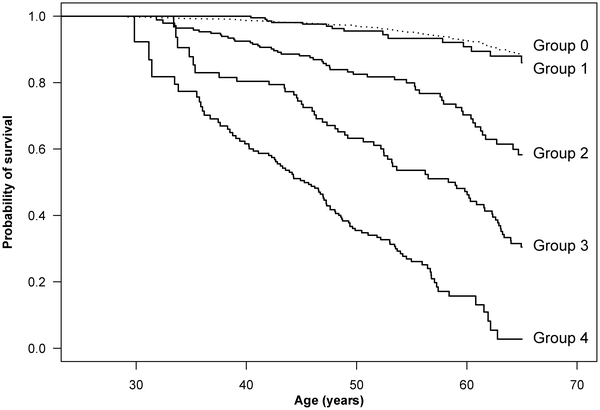 1.0
0.8
0.6
0.4
0.2
0.0
Probability of survival
Group 0
Group 1
Group 2
Group 3
Group 4
30
40
50
60
70
Age (years)